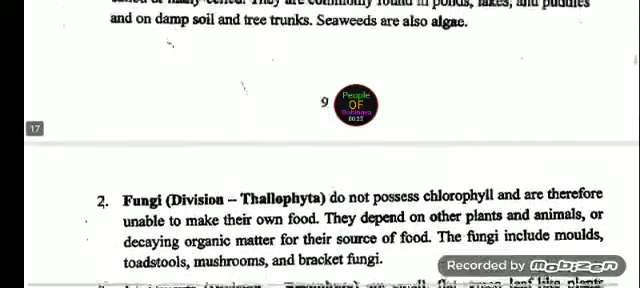 and on damp soil and tree trunks. Seaweeds are also algae.
9
People
OF
17
2. Fungi (Division – Thallophyta) do not possess chlorophyll and are therefore
unable to make their own food. They depend on other plants and animals, or
decaying organic matter for their source of food. The fungi include moulds,
toadstools, mushrooms, and bracket fungi.
Recorded by mobizen